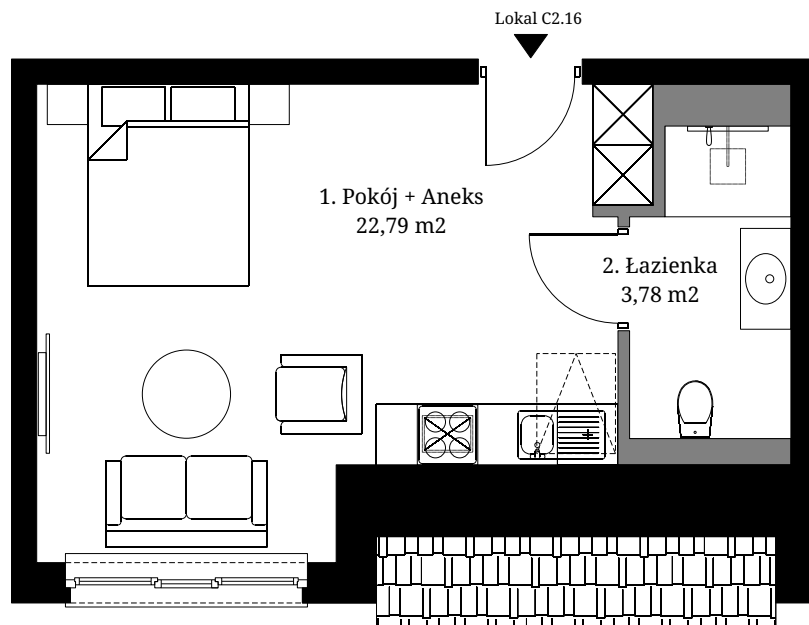 Lokal C2.16
1. Pokój + Aneks
22,79 m2
2. Łazienka
3,78 m2